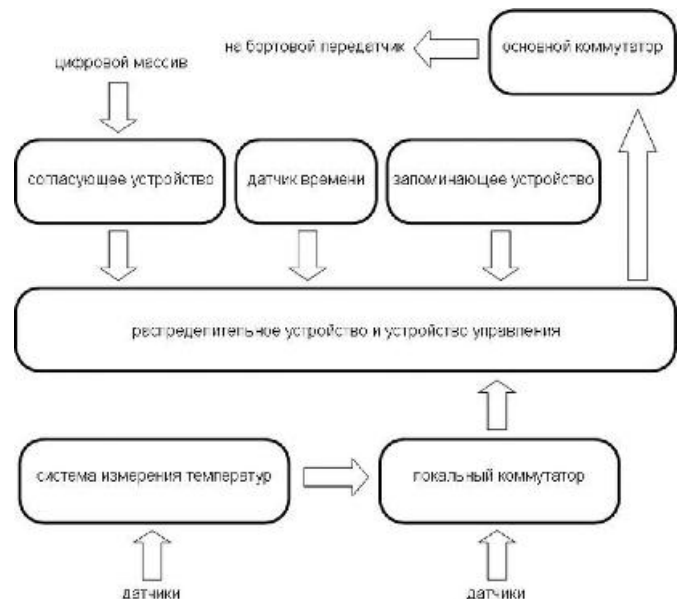 на бортовой передатчик
основной коммутатор
цифровой массив
согласующее устройство
датчик времени
запоминающее устройство
распределительное устройство и устройство управления
система измерения температур
локальный коммутатор
датчики
датчики